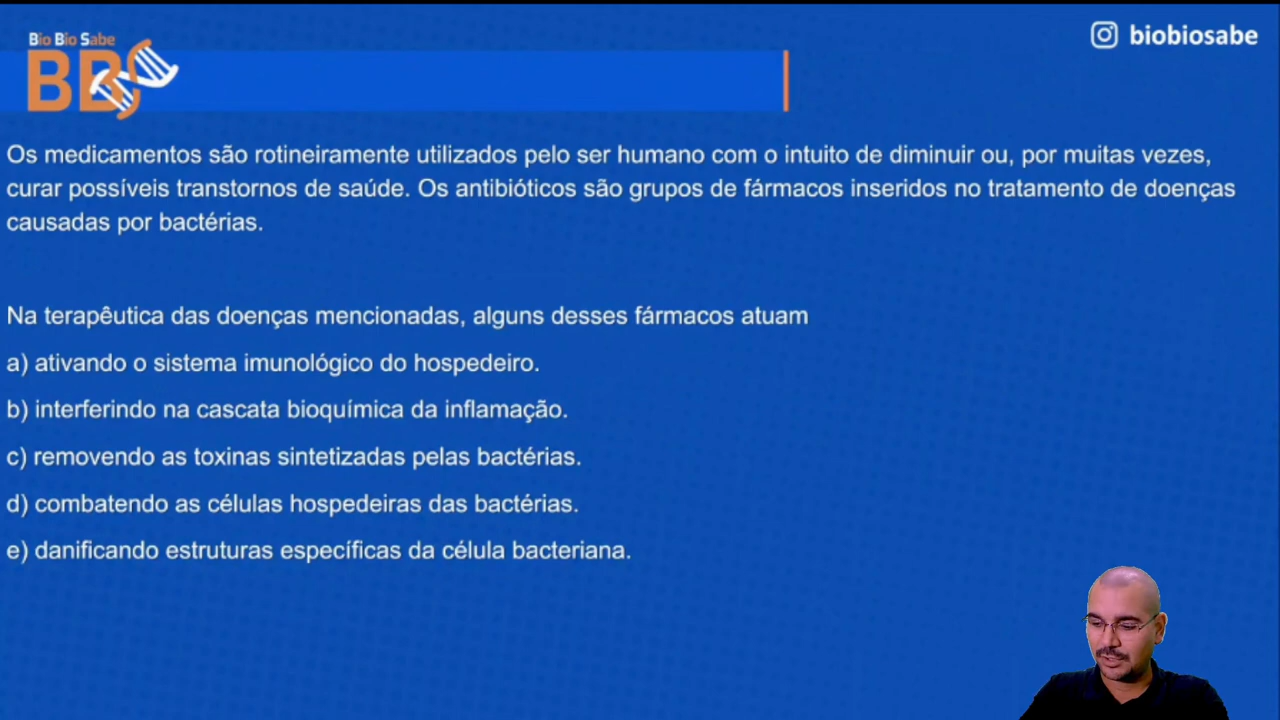 Bio Bio Sabe
BBS
biobiosabe
Os medicamentos são rotineiramente utilizados pelo ser humano com o intuito de diminuir ou, por muitas vezes,
curar possíveis transtornos de saúde. Os antibióticos são grupos de fármacos inseridos no tratamento de doenças
causadas por bactérias.
Na terapêutica das doenças mencionadas, alguns desses fármacos atuam
a) ativando o sistema imunológico do hospedeiro.
b) interferindo na cascata bioquímica da inflamação.
c) removendo as toxinas sintetizadas pelas bactérias.
d) combatendo as células hospedeiras das bactérias.
e) danificando estruturas específicas da célula bacteriana.